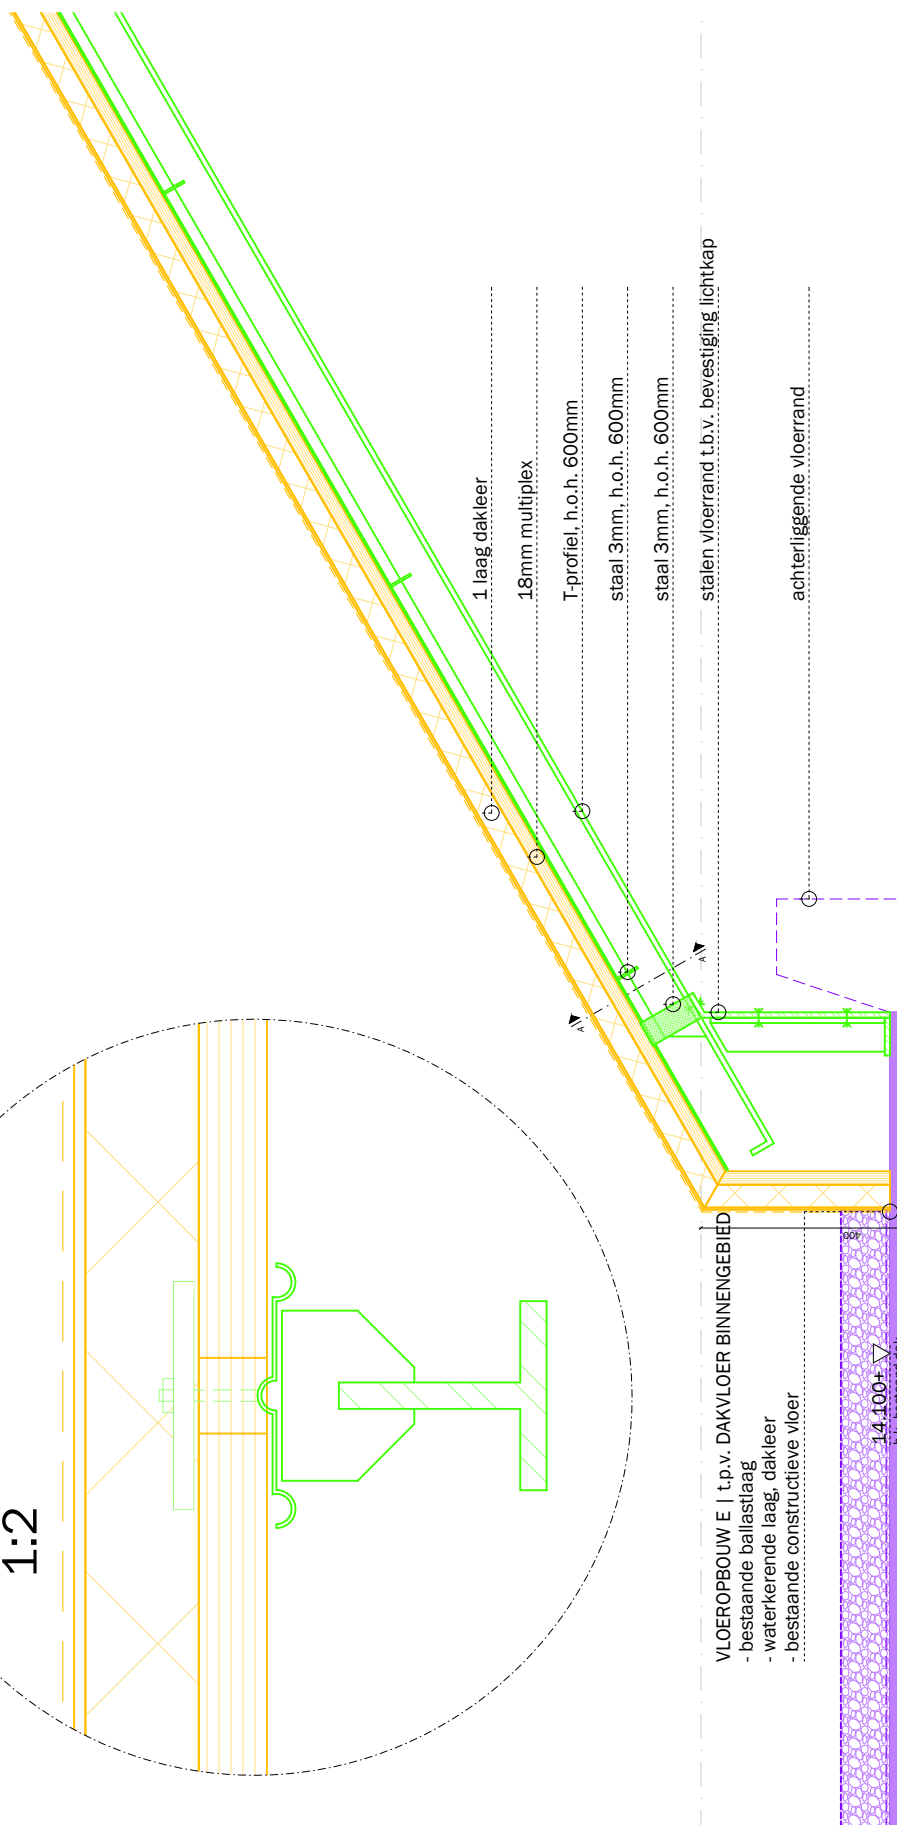 1:2
1 laag dakleer
18mm multiplex
T-profiel, h.o.h. 600mm
staal 3mm, h.o.h. 600mm
staal 3mm, h.o.h. 600mm
stalen vloerrand t.b.v. bevestiging lichtkap
achterliggende vloerrand
A
A
400
VLOEROPBOUW E | t.p.v. DAKVLOER BINNENGEBIED
- bestaande ballastlaag
- waterkerende laag, dakleer
- bestaande constructieve vloer
14.100+